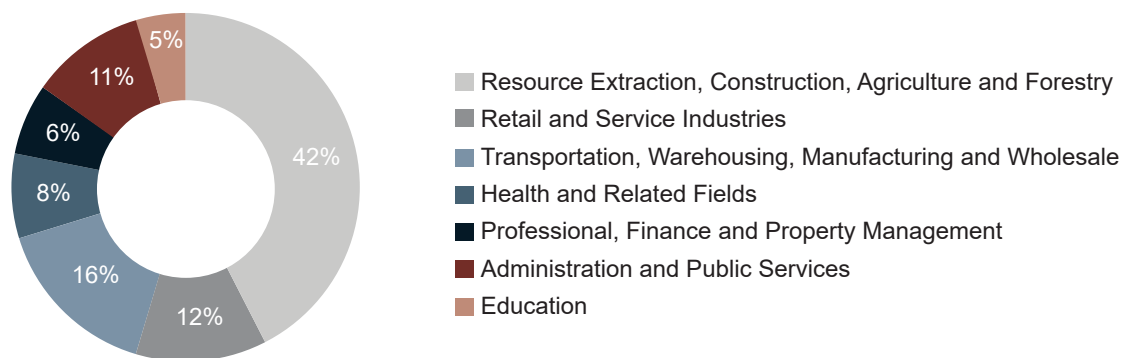 5%
11%
42%
6%
8%
16%
12%
Resource Extraction, Construction, Agriculture and Forestry
Retail and Service Industries
Transportation, Warehousing, Manufacturing and Wholesale
Health and Related Fields
Professional, Finance and Property Management
Administration and Public Services
Education